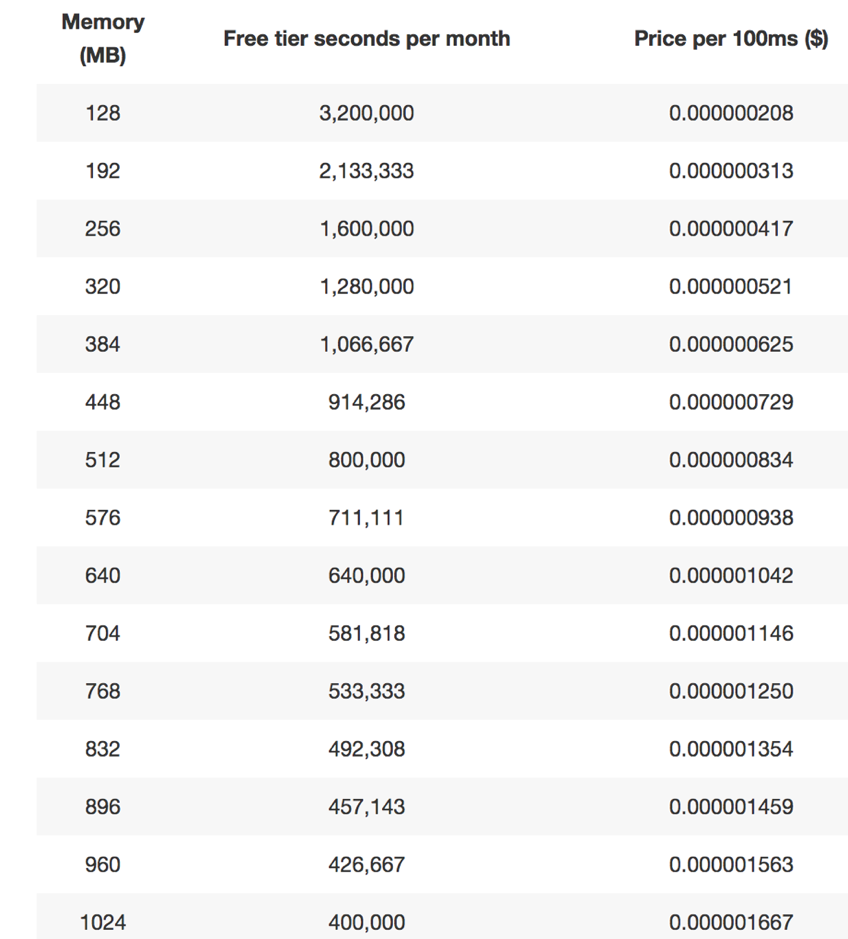 Memory (MB) Free tier seconds per month Price per 100ms ($)
128 3,200,000 0.000000208
192 2,133,333 0.000000313
256 1,600,000 0.000000417
320 1,280,000 0.000000521
384 1,066,667 0.000000625
448 914,286 0.000000729
512 800,000 0.000000834
576 711,111 0.000000938
640 640,000 0.000001042
704 581,818 0.000001146
768 533,333 0.000001250
832 492,308 0.000001354
896 457,143 0.000001459
960 426,667 0.000001563
1024 400,000 0.000001667